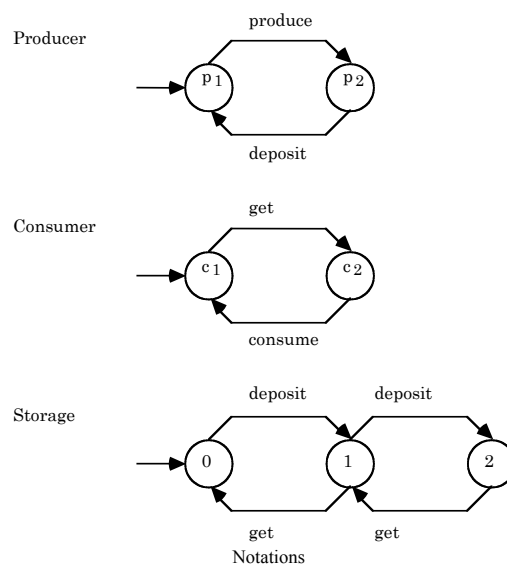 produce
Producer
p1 p2
deposit
get
Consumer
c1 c2
consume
deposit deposit
Storage
0 1 2
get get
Notations